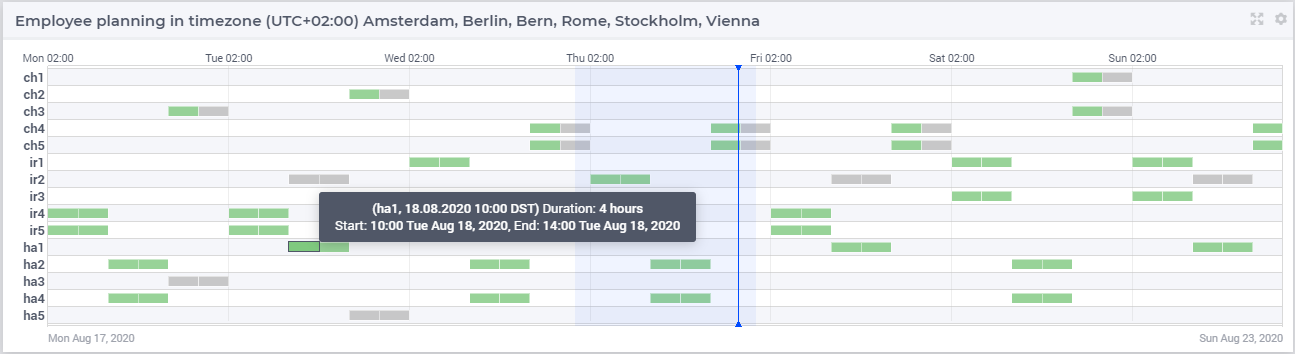 Employee planning in timezone (UTC+02:00) Amsterdam, Berlin, Bern, Rome, Stockholm, Vienna
Mon 02:00 Tue 02:00 Wed 02:00 Thu 02:00 Fri 02:00 Sat 02:00 Sun 02:00
ch1
ch2
ch3
ch4
ch5
ir1
ir2
ir3
(ha1, 18.08.2020 10:00 DST) Duration: 4 hours
ir4
Start: 10:00 Tue Aug 18, 2020, End: 14:00 Tue Aug 18, 2020
ir5
ha1
ha2
ha3
ha4
ha5
Mon Aug 17, 2020 Sun Aug 23, 2020